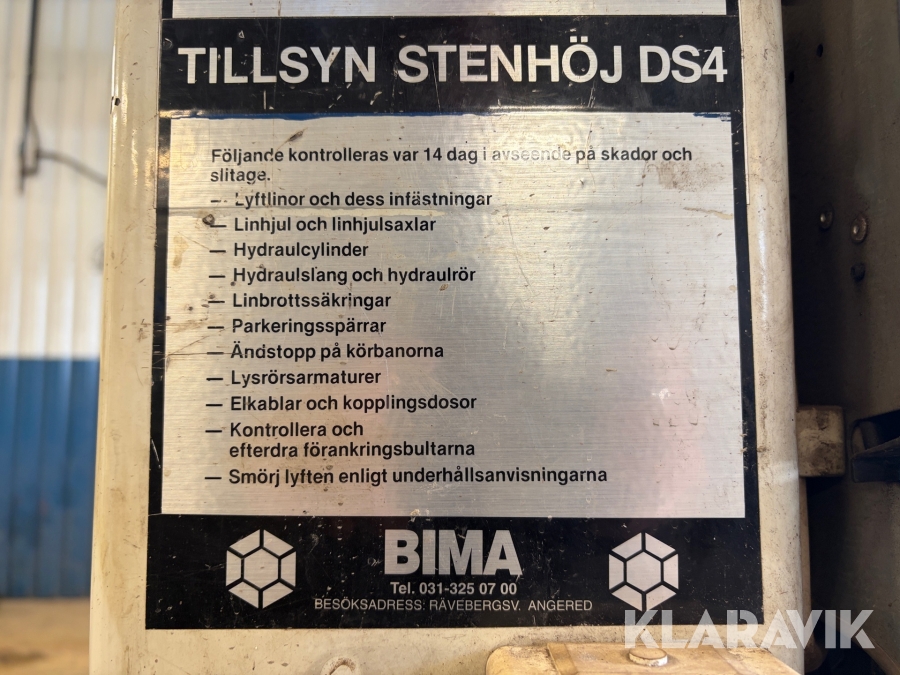 TILLSYN STENHÖJ DS4
Följande kontrolleras var 14 dag i avseende på skador och
slitage.
— Lyftlinor och dess infästningar
— Linhjul och linhjulsaxlar
— Hydraulcylinder
— Hydraulslang och hydraulrör
— Linbrottssäkringar
— Parkeringsspärrar
— Ändstopp på körbanorna
— Lysrörsarmaturer
— Elkablar och kopplingsdosor
— Kontrollera och
efterdra förankringsbultarna
— Smörj lyften enligt underhållsanvisningarna
BIMA
Tel. 031-325 07 00
BESÖKSADRESS: RÄVEBERGSV. ANGERED
KLARAVIK